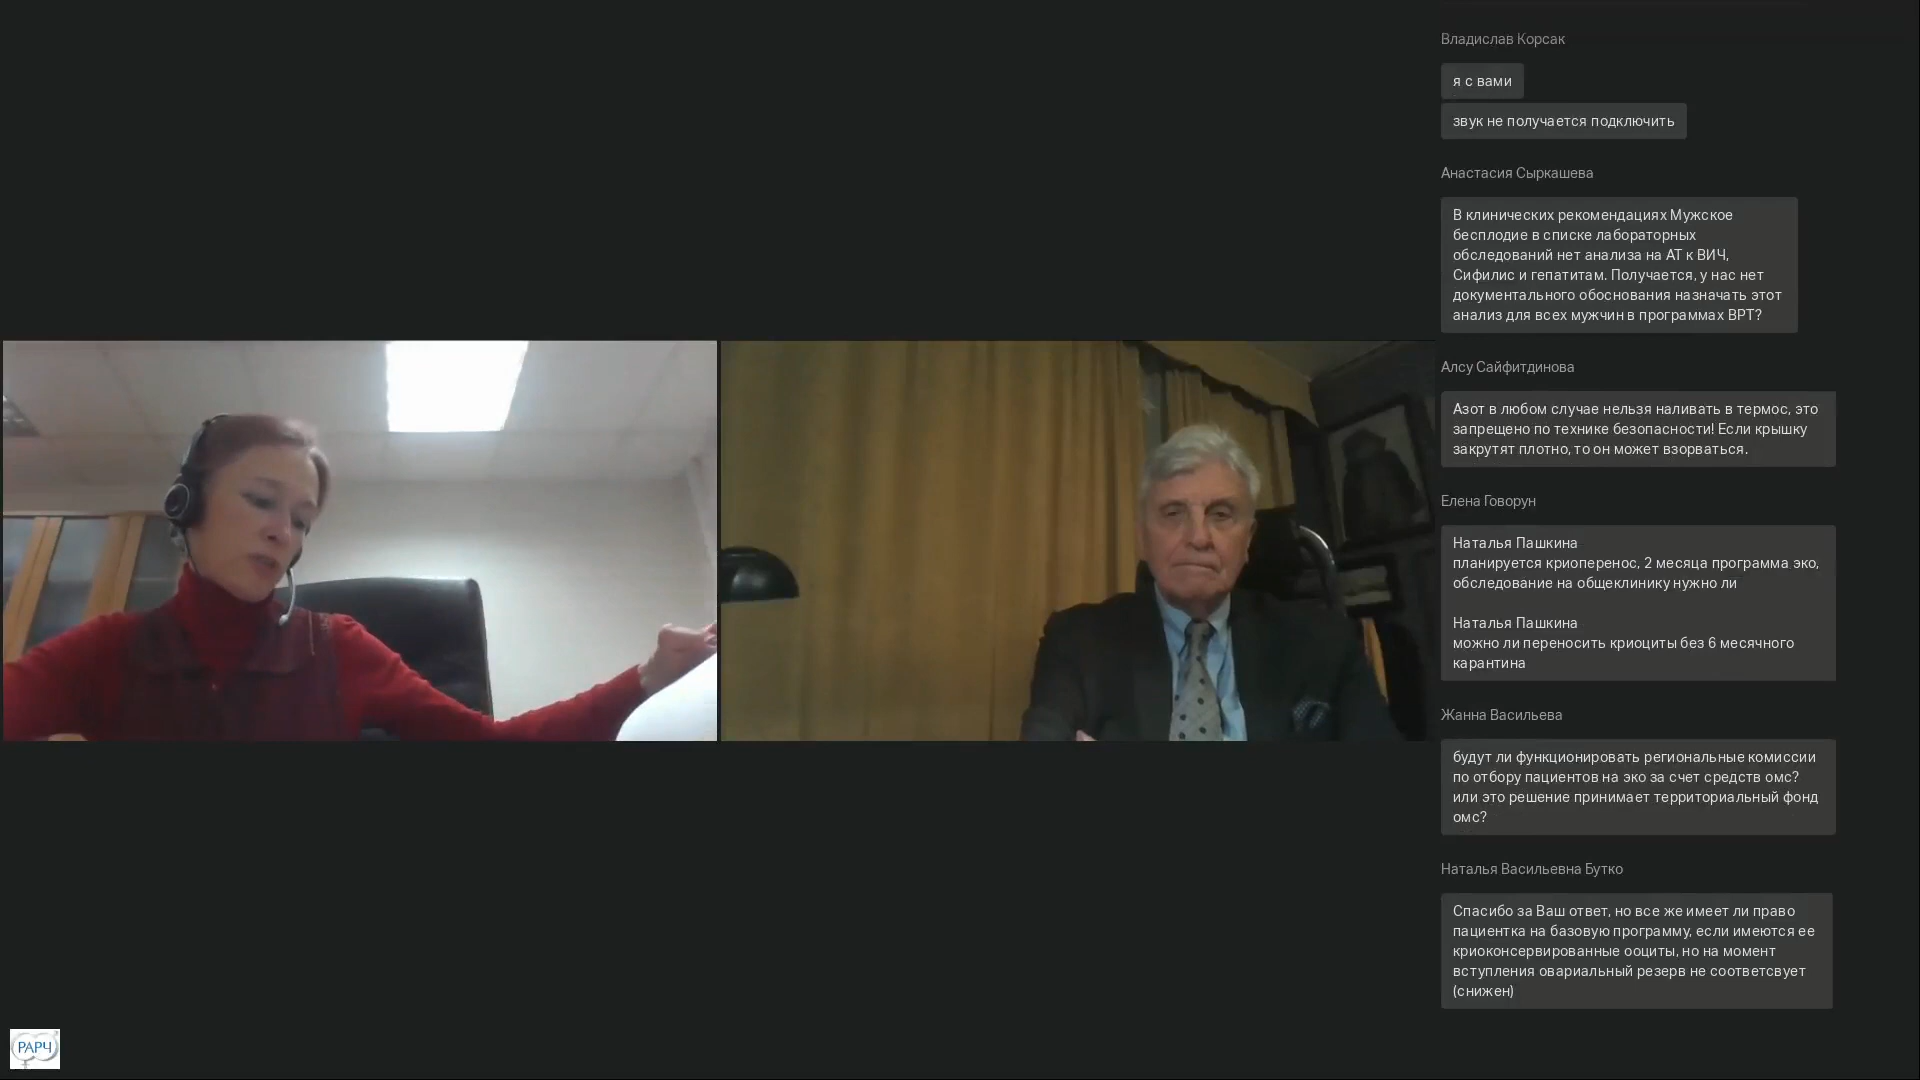 Владислав Корсак
я с вами
звук не получается подключить
Анастасия Сыркашева
В клинических рекомендациях Мужское
бесплодие в списке лабораторных
обследований нет анализа на АТ к ВИЧ,
Сифилис и гепатитам. Получается, у нас нет
документального обоснования назначать этот
анализ для всех мужчин в программах ВРТ?
Алсу Сайфитдинова
Азот в любом случае нельзя наливать в термос, это
запрещено по технике безопасности! Если крышку
закрутят плотно, то он может взорваться.
Елена Говорун
Наталья Пашкина
планируется криоперенос, 2 месяца программа эко,
обследование на общеклинику нужно ли
Наталья Пашкина
можно ли переносить криоциты без 6 месячного
карантина
Жанна Васильева
будут ли функционировать региональные комиссии
по отбору пациентов на эко за счет средств омс?
или это решение принимает территориальный фонд
омс?
Наталья Васильевна Бутко
Спасибо за Ваш ответ, но все же имеет ли право
пациентка на базовую программу, если имеются ее
криоконсервированные ооциты, но на момент
вступления овариальный резерв не соответсвует
(снижен)
РАРЧ